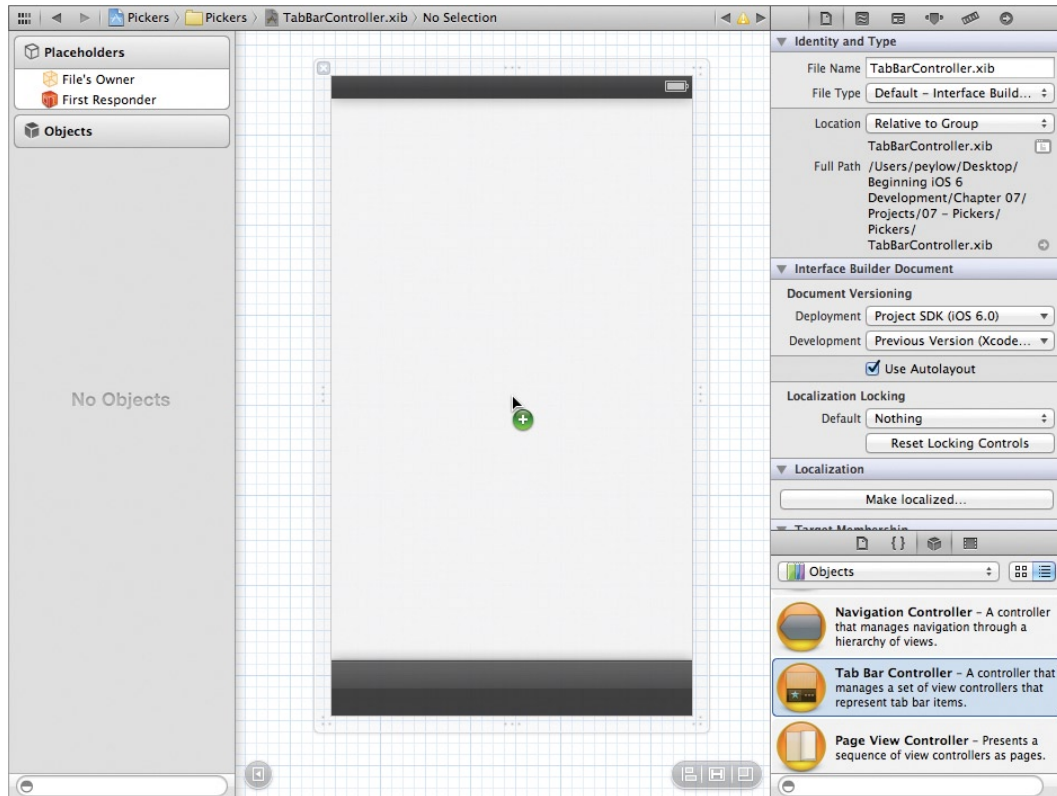 Pickers Pickers TabBarController.xib No Selection
Placeholders
File's Owner
First Responder
Objects
No Objects
Identity and Type
File Name TabBarController.xib
File Type Default – Interface Build...
Location Relative to Group
TabBarController.xib
Full Path /Users/peylow/Desktop/
Beginning iOS 6
Development/Chapter 07/
Projects/07 – Pickers/
Pickers/
TabBarController.xib
Interface Builder Document
Document Versioning
Deployment Project SDK (iOS 6.0)
Development Previous Version (Xcode...
Use Autolayout
Localization Locking
Default Nothing
Reset Locking Controls
Localization
Make localized...
Target Membership
{}
Objects
Navigation Controller – A controller
that manages navigation through a
hierarchy of views.
Tab Bar Controller – A controller that
manages a set of view controllers that
represent tab bar items.
Page View Controller – Presents a
sequence of view controllers as pages.